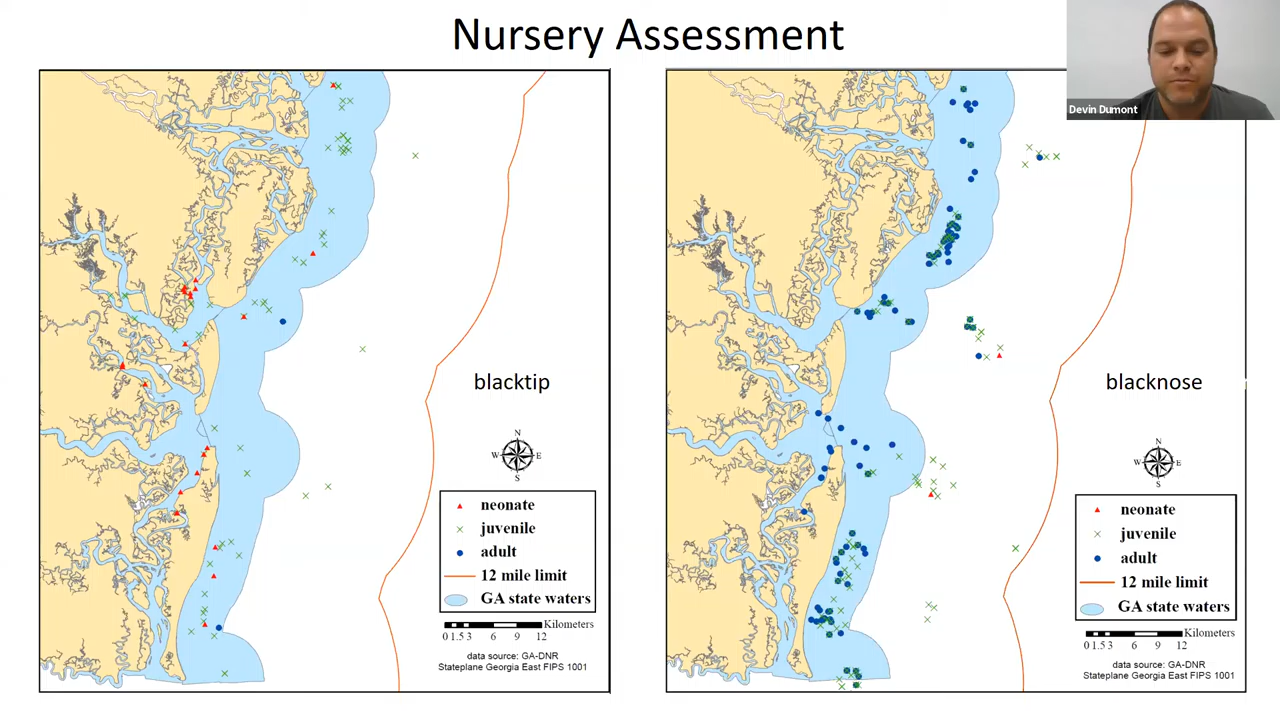 Nursery Assessment
Devin Dumont
blacktip
N
W E
S
neonate
juvenile
adult
12 mile limit
GA state waters
Kilometers
0 1.5 3 6 9 12
data source: GA-DNR
Stateplane Georgia East FIPS 1001
blacknose
N
W E
S
neonate
juvenile
adult
12 mile limit
GA state waters
Kilometers
0 1.5 3 6 9 12
data source: GA-DNR
Stateplane Georgia East FIPS 1001